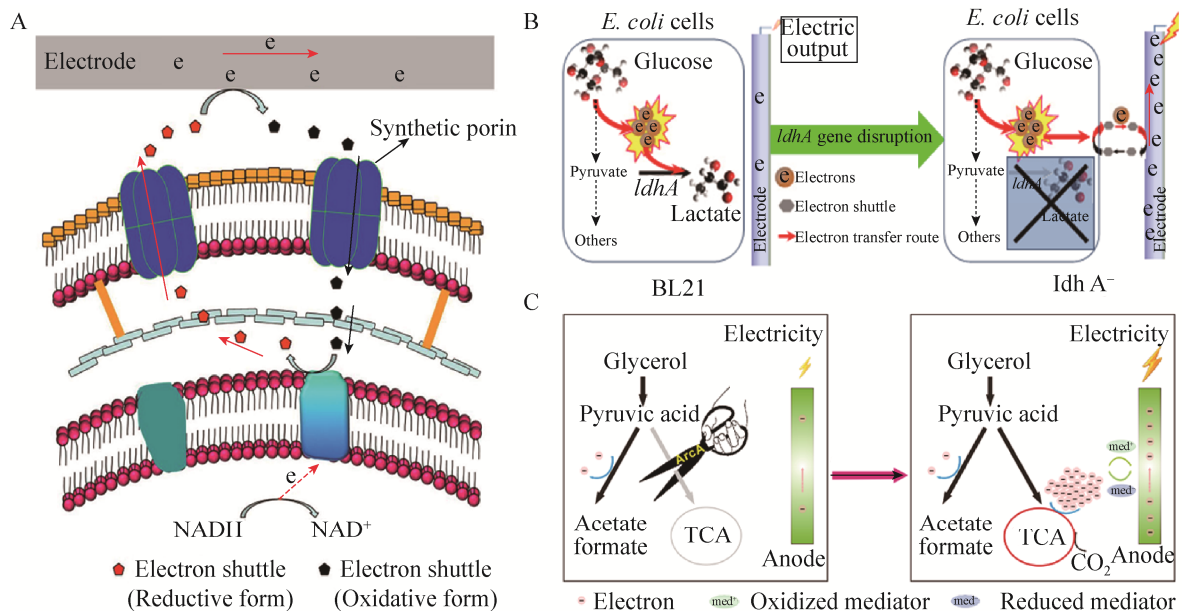 A
e
Electrode
e
e
e
e
e
Synthetic porin
e
NADH
NAD⁺
Electron shuttle
(Reductive form)
Electron shuttle
(Oxidative form)
B
E. coli cells
Glucose
e
e
e
e
Pyruvate
ldhA
Lactate
Others
Electrode
e
e
BL21
Electric
output
ldhA gene disruption
e Electrons
Electron shuttle
Electron transfer route
E. coli cells
Glucose
e
e
e
e
Pyruvate
ldhA
Lactate
Others
e
Electrode
e
e
e
e
e
e
e
Idh A⁻
C
Electricity
Glycerol
Pyruvic acid
ArcA
Acetate
formate
TCA
Anode
Electricity
Glycerol
Pyruvic acid
med⁺
med
Acetate
formate
TCA
CO₂
Anode
Electron
med⁺ Oxidized mediator
med Reduced mediator